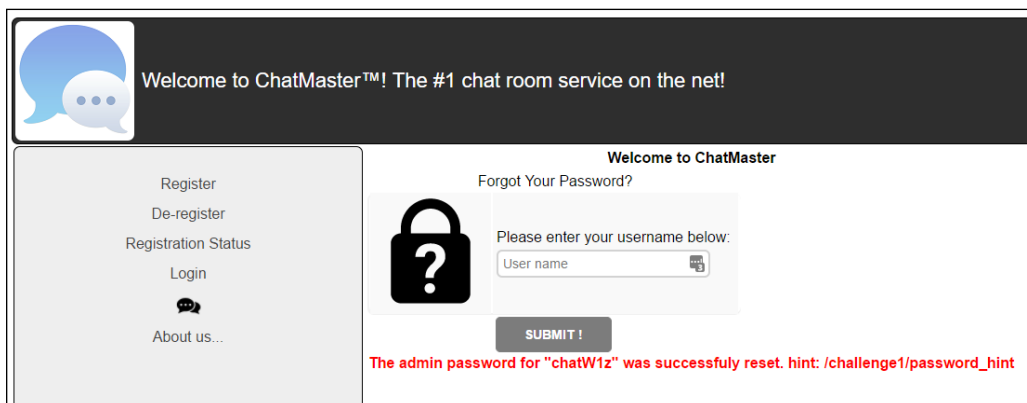 Welcome to ChatMaster™! The #1 chat room service on the net!
Register
De-register
Registration Status
Login
About us...
Welcome to ChatMaster
Forgot Your Password?
?
Please enter your username below:
User name
3
SUBMIT !
The admin password for "chatW1z" was successfuly reset. hint: /challenge1/password_hint